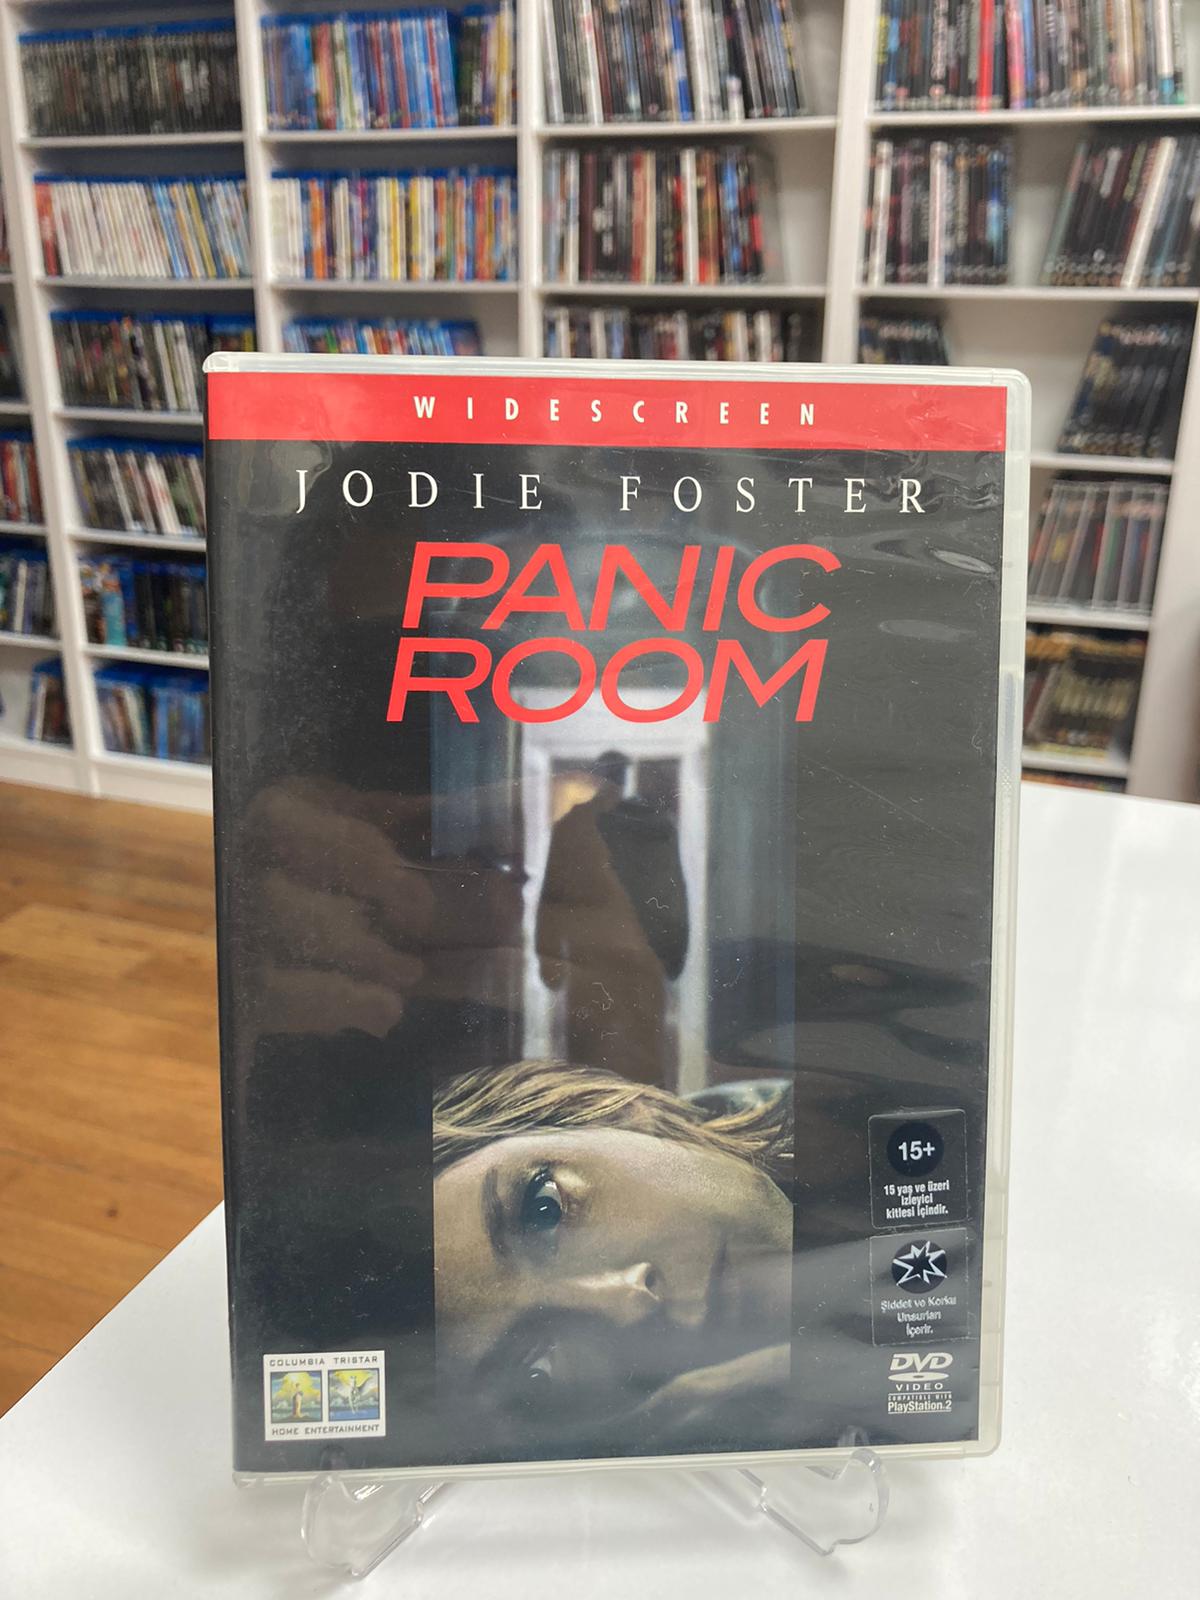 WIDESCREEN
JODIE FOSTER
PANIC
ROOM
15+
15 yaş ve üzeri
izleyici
kitlesi içindir.
Şiddet ve Korku
Unsurları
İçerir.
COLUMBIA TRISTAR
HOME ENTERTAINMENT
DVD
VIDEO
COMPATIBLE WITH
PlayStation.2